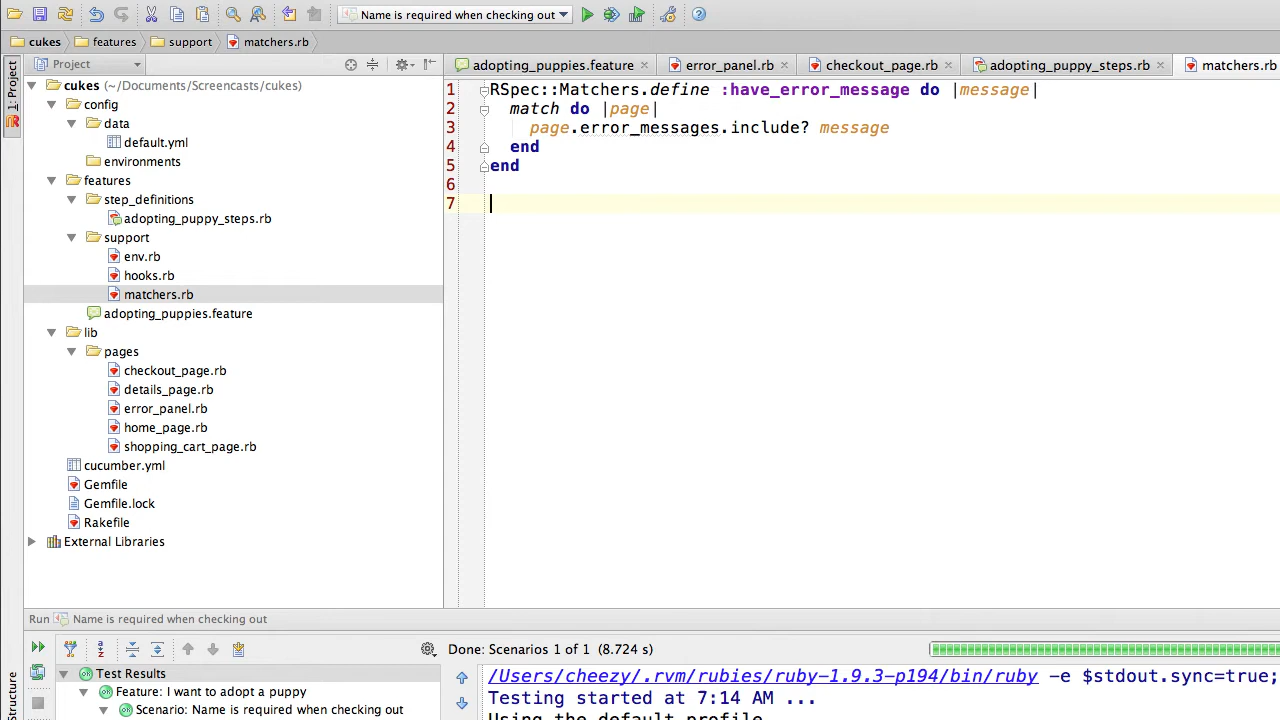 Name is required when checking out
cukes features support matchers.rb
1: Project
Project
adopting_puppies.feature error_panel.rb checkout_page.rb adopting_puppy_steps.rb matchers.rb
cukes (~/Documents/Screencasts/cukes)
config
data
default.yml
environments
features
step_definitions
adopting_puppy_steps.rb
support
env.rb
hooks.rb
matchers.rb
adopting_puppies.feature
lib
pages
checkout_page.rb
details_page.rb
error_panel.rb
home_page.rb
shopping_cart_page.rb
cucumber.yml
Gemfile
Gemfile.lock
Rakefile
External Libraries
1 RSpec::Matchers.define :have_error_message do |message|
2 match do |page|
3 page.error_messages.include? message
4 end
5 end
6
7
Run Name is required when checking out
Done: Scenarios 1 of 1 (8.724 s)
Test Results
Feature: I want to adopt a puppy
Scenario: Name is required when checking out
/Users/cheezy/.rvm/rubies/ruby-1.9.3-p194/bin/ruby -e $stdout.sync=true;
Testing started at 7:14 AM ...
Using the default profile
Structure